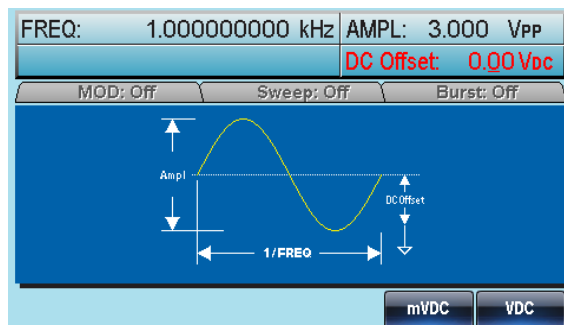 FREQ: 1.000000000 kHz AMPL: 3.000 VPP
DC Offset: 0.00 VDC
MOD: Off Sweep: Off Burst: Off
Ampl
DC Offset
1/FREQ
mVDC VDC